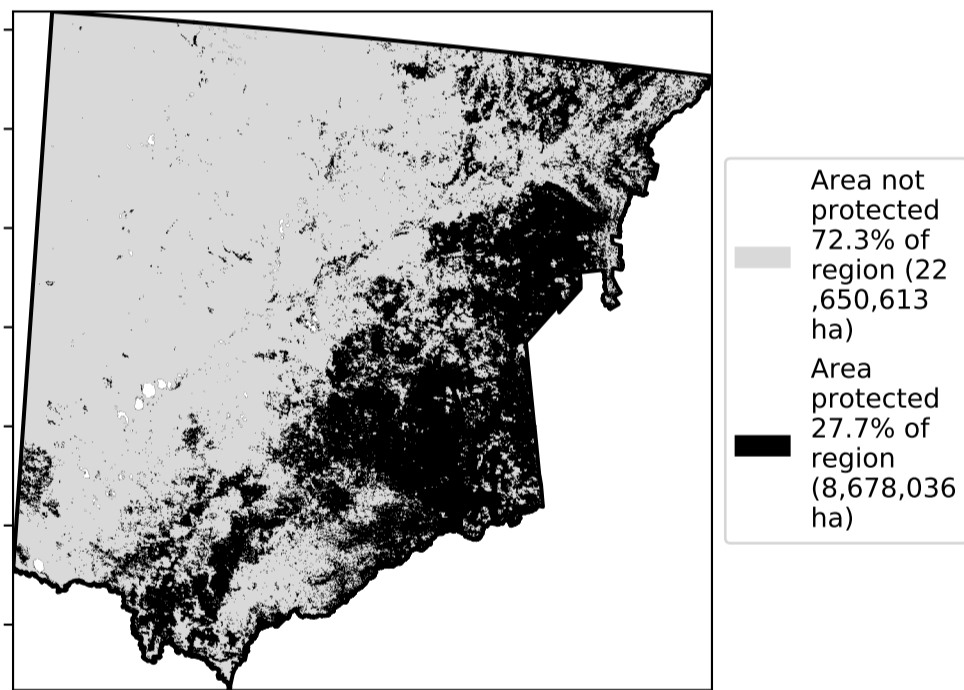 Area not
protected
72.3% of
region (22
,650,613
ha)
Area
protected
27.7% of
region
(8,678,036
ha)